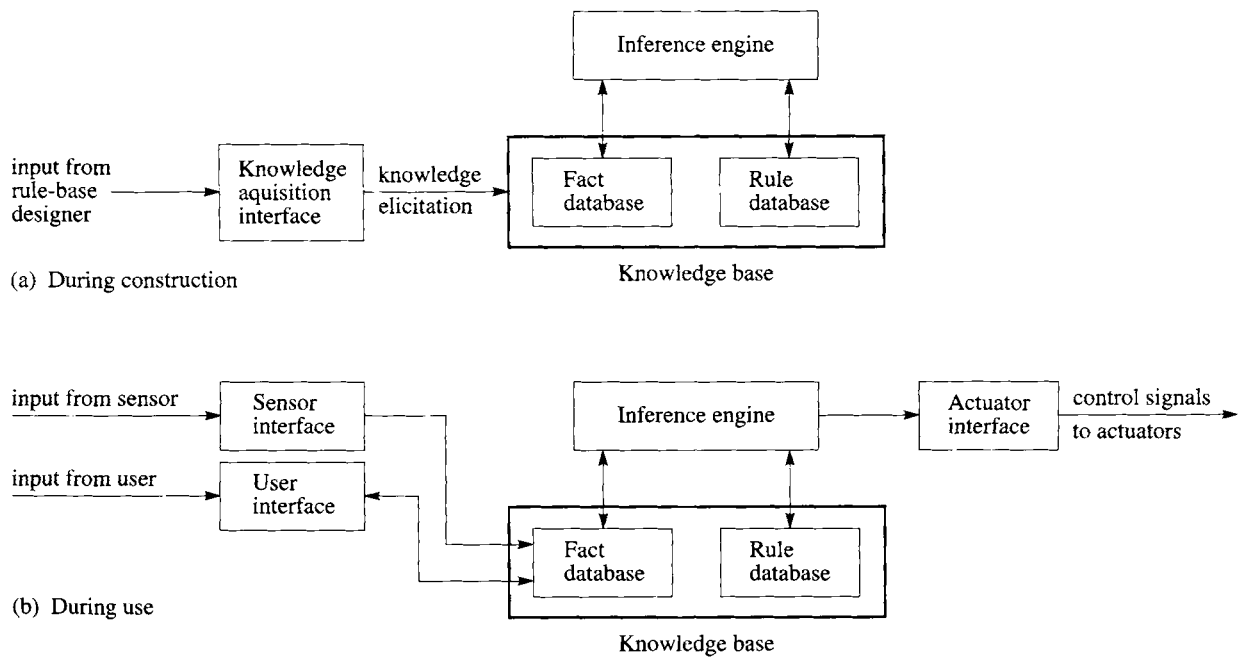 Inference engine
input from
rule-base
designer
Knowledge
aquisition
interface
knowledge
elicitation
Fact
database
Rule
database
Knowledge base
(a) During construction
input from sensor
Sensor
interface
input from user
User
interface
Inference engine
Actuator
interface
control signals
to actuators
Fact
database
Rule
database
Knowledge base
(b) During use